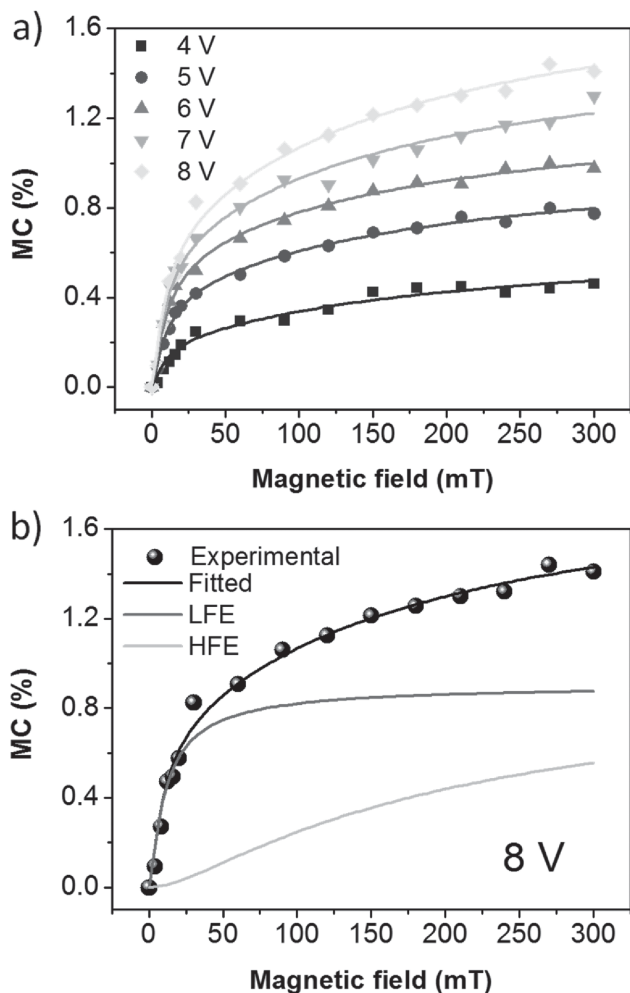 a)
1.6
1.2
0.8
0.4
0.0
MC (%)
4 V
5 V
6 V
7 V
8 V
0 50 100 150 200 250 300
Magnetic field (mT)
b)
1.6
1.2
0.8
0.4
0.0
MC (%)
Experimental
Fitted
LFE
HFE
8 V
0 50 100 150 200 250 300
Magnetic field (mT)